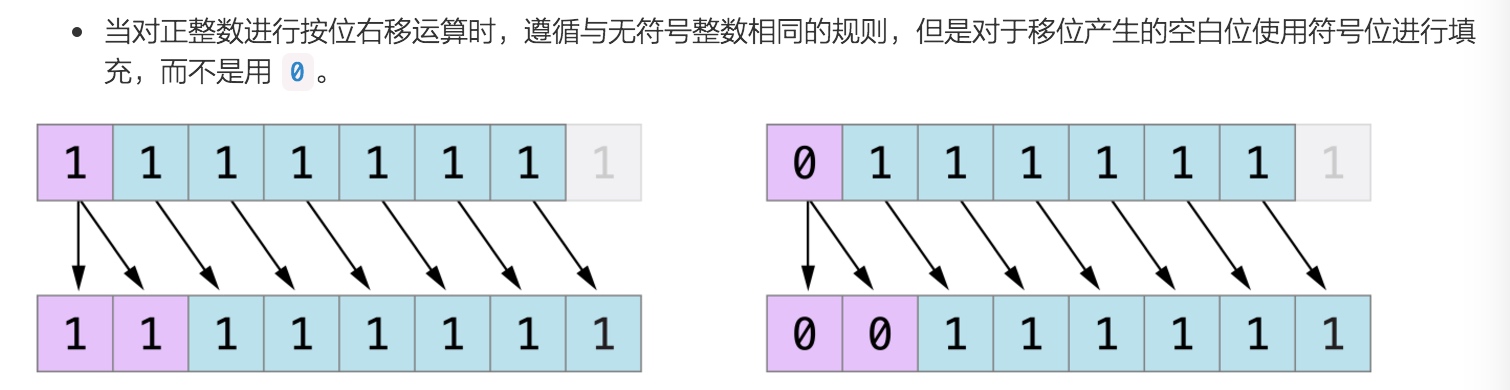 当对正整数进行按位右移运算时，遵循与无符号整数相同的规则，但是对于移位产生的空白位使用符号位进行填
充，而不是用 0 。
1 1 1 1 1 1 1 1 0 1 1 1 1 1 1 1
1 1 1 1 1 1 1 1 0 0 1 1 1 1 1 1